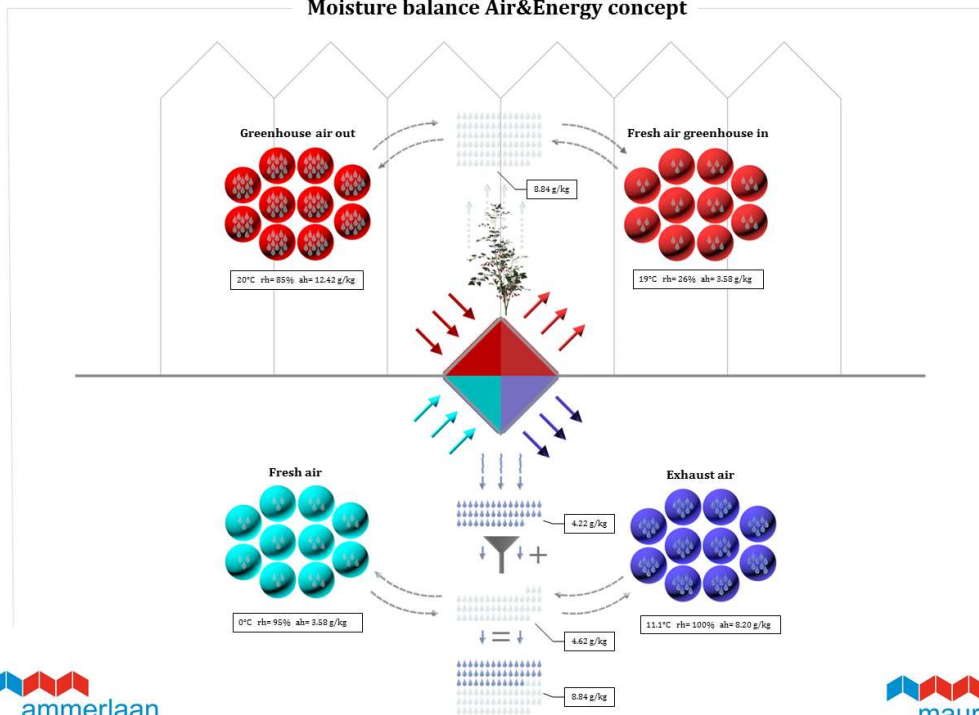 Moisture balance Air&Energy concept
Greenhouse air out
Fresh air greenhouse in
8.84 g/kg
20°C rh= 85% ah= 12.42 g/kg
19°C rh= 26% ah= 3.58 g/kg
Fresh air
Exhaust air
4.22 g/kg
+
0°C rh= 95% ah= 3.58 g/kg
11.1°C rh= 100% ah= 8.20 g/kg
4.62 g/kg
=
8.84 g/kg
ammerlaan